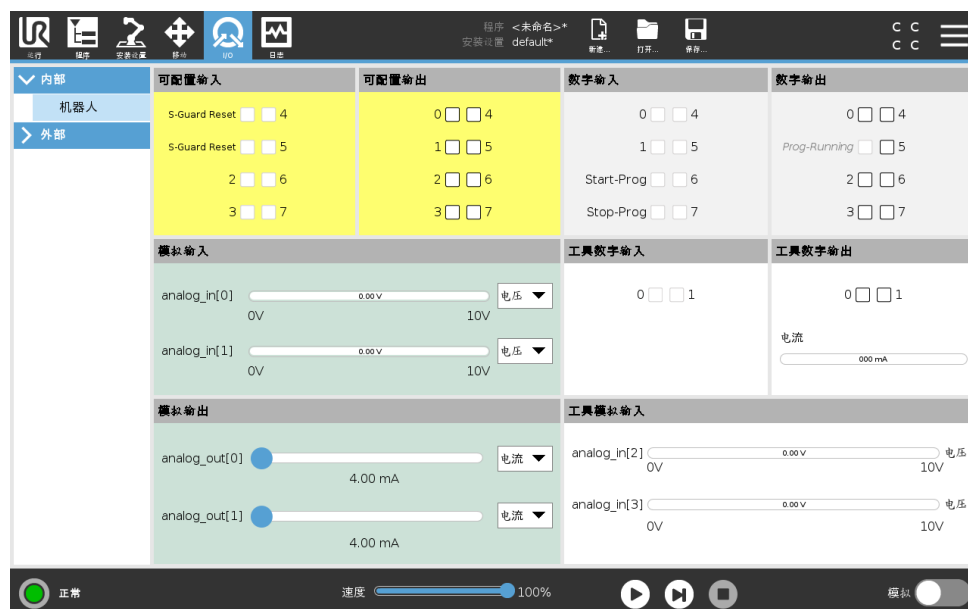 UR
运行
程序
安装设置
移动
I/O
日志
程序 <未命名>*
安装设置 default*
新建...
打开...
保存...
C C
C C
内部
机器人
外部
可配置输入
S-Guard Reset 4
S-Guard Reset 5
2 6
3 7
可配置输出
0 4
1 5
2 6
3 7
数字输入
0 4
1 5
Start-Prog 6
Stop-Prog 7
数字输出
0 4
Prog-Running 5
2 6
3 7
模拟输入
analog_in[0] 0.00 V 电压
0V 10V
analog_in[1] 0.00 V 电压
0V 10V
工具数字输入
0 1
工具数字输出
0 1
电流
000 mA
模拟输出
analog_out[0] 电流
4.00 mA
analog_out[1] 电流
4.00 mA
工具模拟输入
analog_in[2] 0.00 V 电压
0V 10V
analog_in[3] 0.00 V 电压
0V 10V
正常
速度 100%
模拟